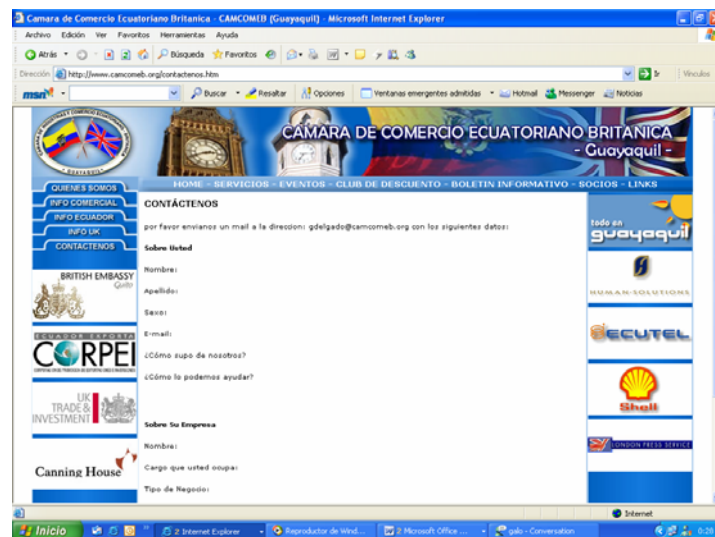 Camara de Comercio Ecuatoriano Britanica - CAMCOMEB (Guayaquil) - Microsoft Internet Explorer
Archivo Edición Ver Favoritos Herramientas Ayuda
Atrás Búsqueda Favoritos
Dirección http://www.camcomeb.org/contactenos.htm Ir Vínculos
msn Buscar Resaltar Opciones Ventanas emergentes admitidas Hotmail Messenger Noticias
CÁMARA DE COMERCIO ECUATORIANO BRITANICA
- Guayaquil -
HOME - SERVICIOS - EVENTOS - CLUB DE DESCUENTO - BOLETIN INFORMATIVO - SOCIOS - LINKS
QUIENES SOMOS
INFO COMERCIAL
INFO ECUADOR
INFO UK
CONTACTENOS
BRITISH EMBASSY
Quito
ECUADOR EXPORTA
CORPEI
UK
TRADE &
INVESTMENT
Canning House
CONTÁCTENOS
por favor envianos un mail a la direccion: gdelgado@camcomeb.org con los siguientes datos:
Sobre Usted
Nombre:
Apellido:
Sexo:
E-mail:
¿Cómo supo de nosotros?
¿Cómo lo podemos ayudar?
Sobre Su Empresa
Nombre:
Cargo que usted ocupa:
Tipo de Negocio:
todo en
guayaquil
HUMAN-SOLUTIONS
ECUTEL
Shell
LONDON PRESS SERVICE
Internet
Inicio 2 Internet Explorer Reproductor de Wind... 2 Microsoft Office ... galo - Conversation 0:28